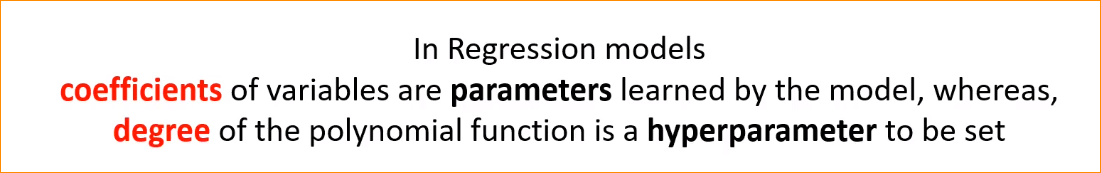 In Regression models
coefficients of variables are parameters learned by the model, whereas,
degree of the polynomial function is a hyperparameter to be set